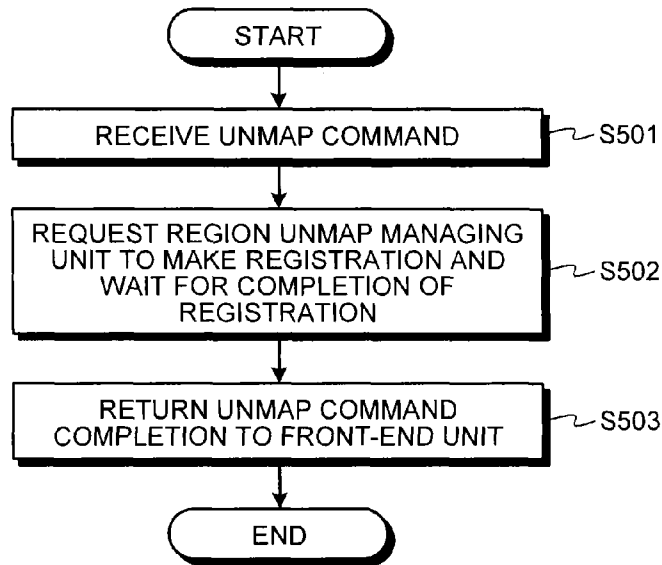 START
RECEIVE UNMAP COMMAND
S501
REQUEST REGION UNMAP MANAGING
UNIT TO MAKE REGISTRATION AND
WAIT FOR COMPLETION OF
REGISTRATION
S502
RETURN UNMAP COMMAND
COMPLETION TO FRONT-END UNIT
S503
END